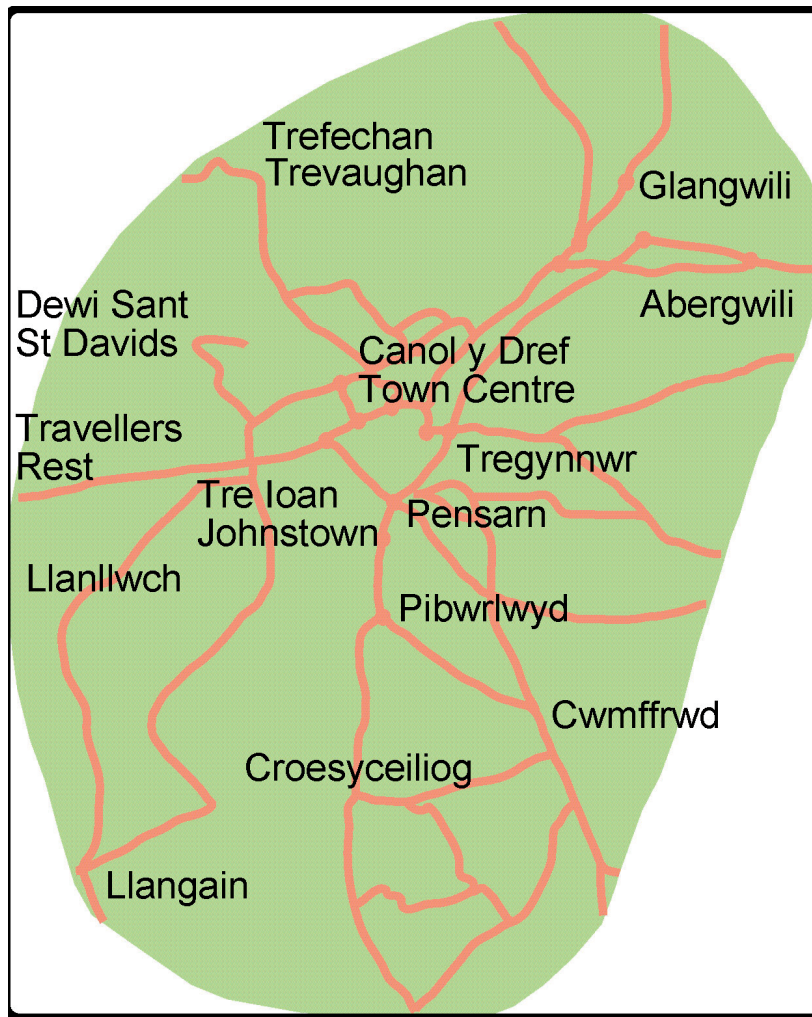 Trefechan
Trevaughan
Glangwili
Dewi Sant
St Davids
Abergwili
Canol y Dref
Town Centre
Travellers
Rest
Tregynnwr
Tre Ioan
Johnstown
Pensarn
Llanllwch
Pibwrlwyd
Cwmffrwd
Croesyceiliog
Llangain